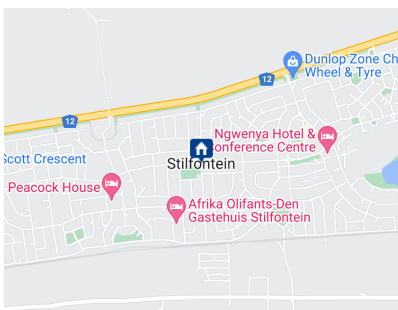 Dunlop Zone Ch
Wheel & Tyre
12
12
Ngwenya Hotel &
Conference Centre
Scott Crescent
Stilfontein
Peacock House
Afrika Olifants-Den
Gastehuis Stilfontein